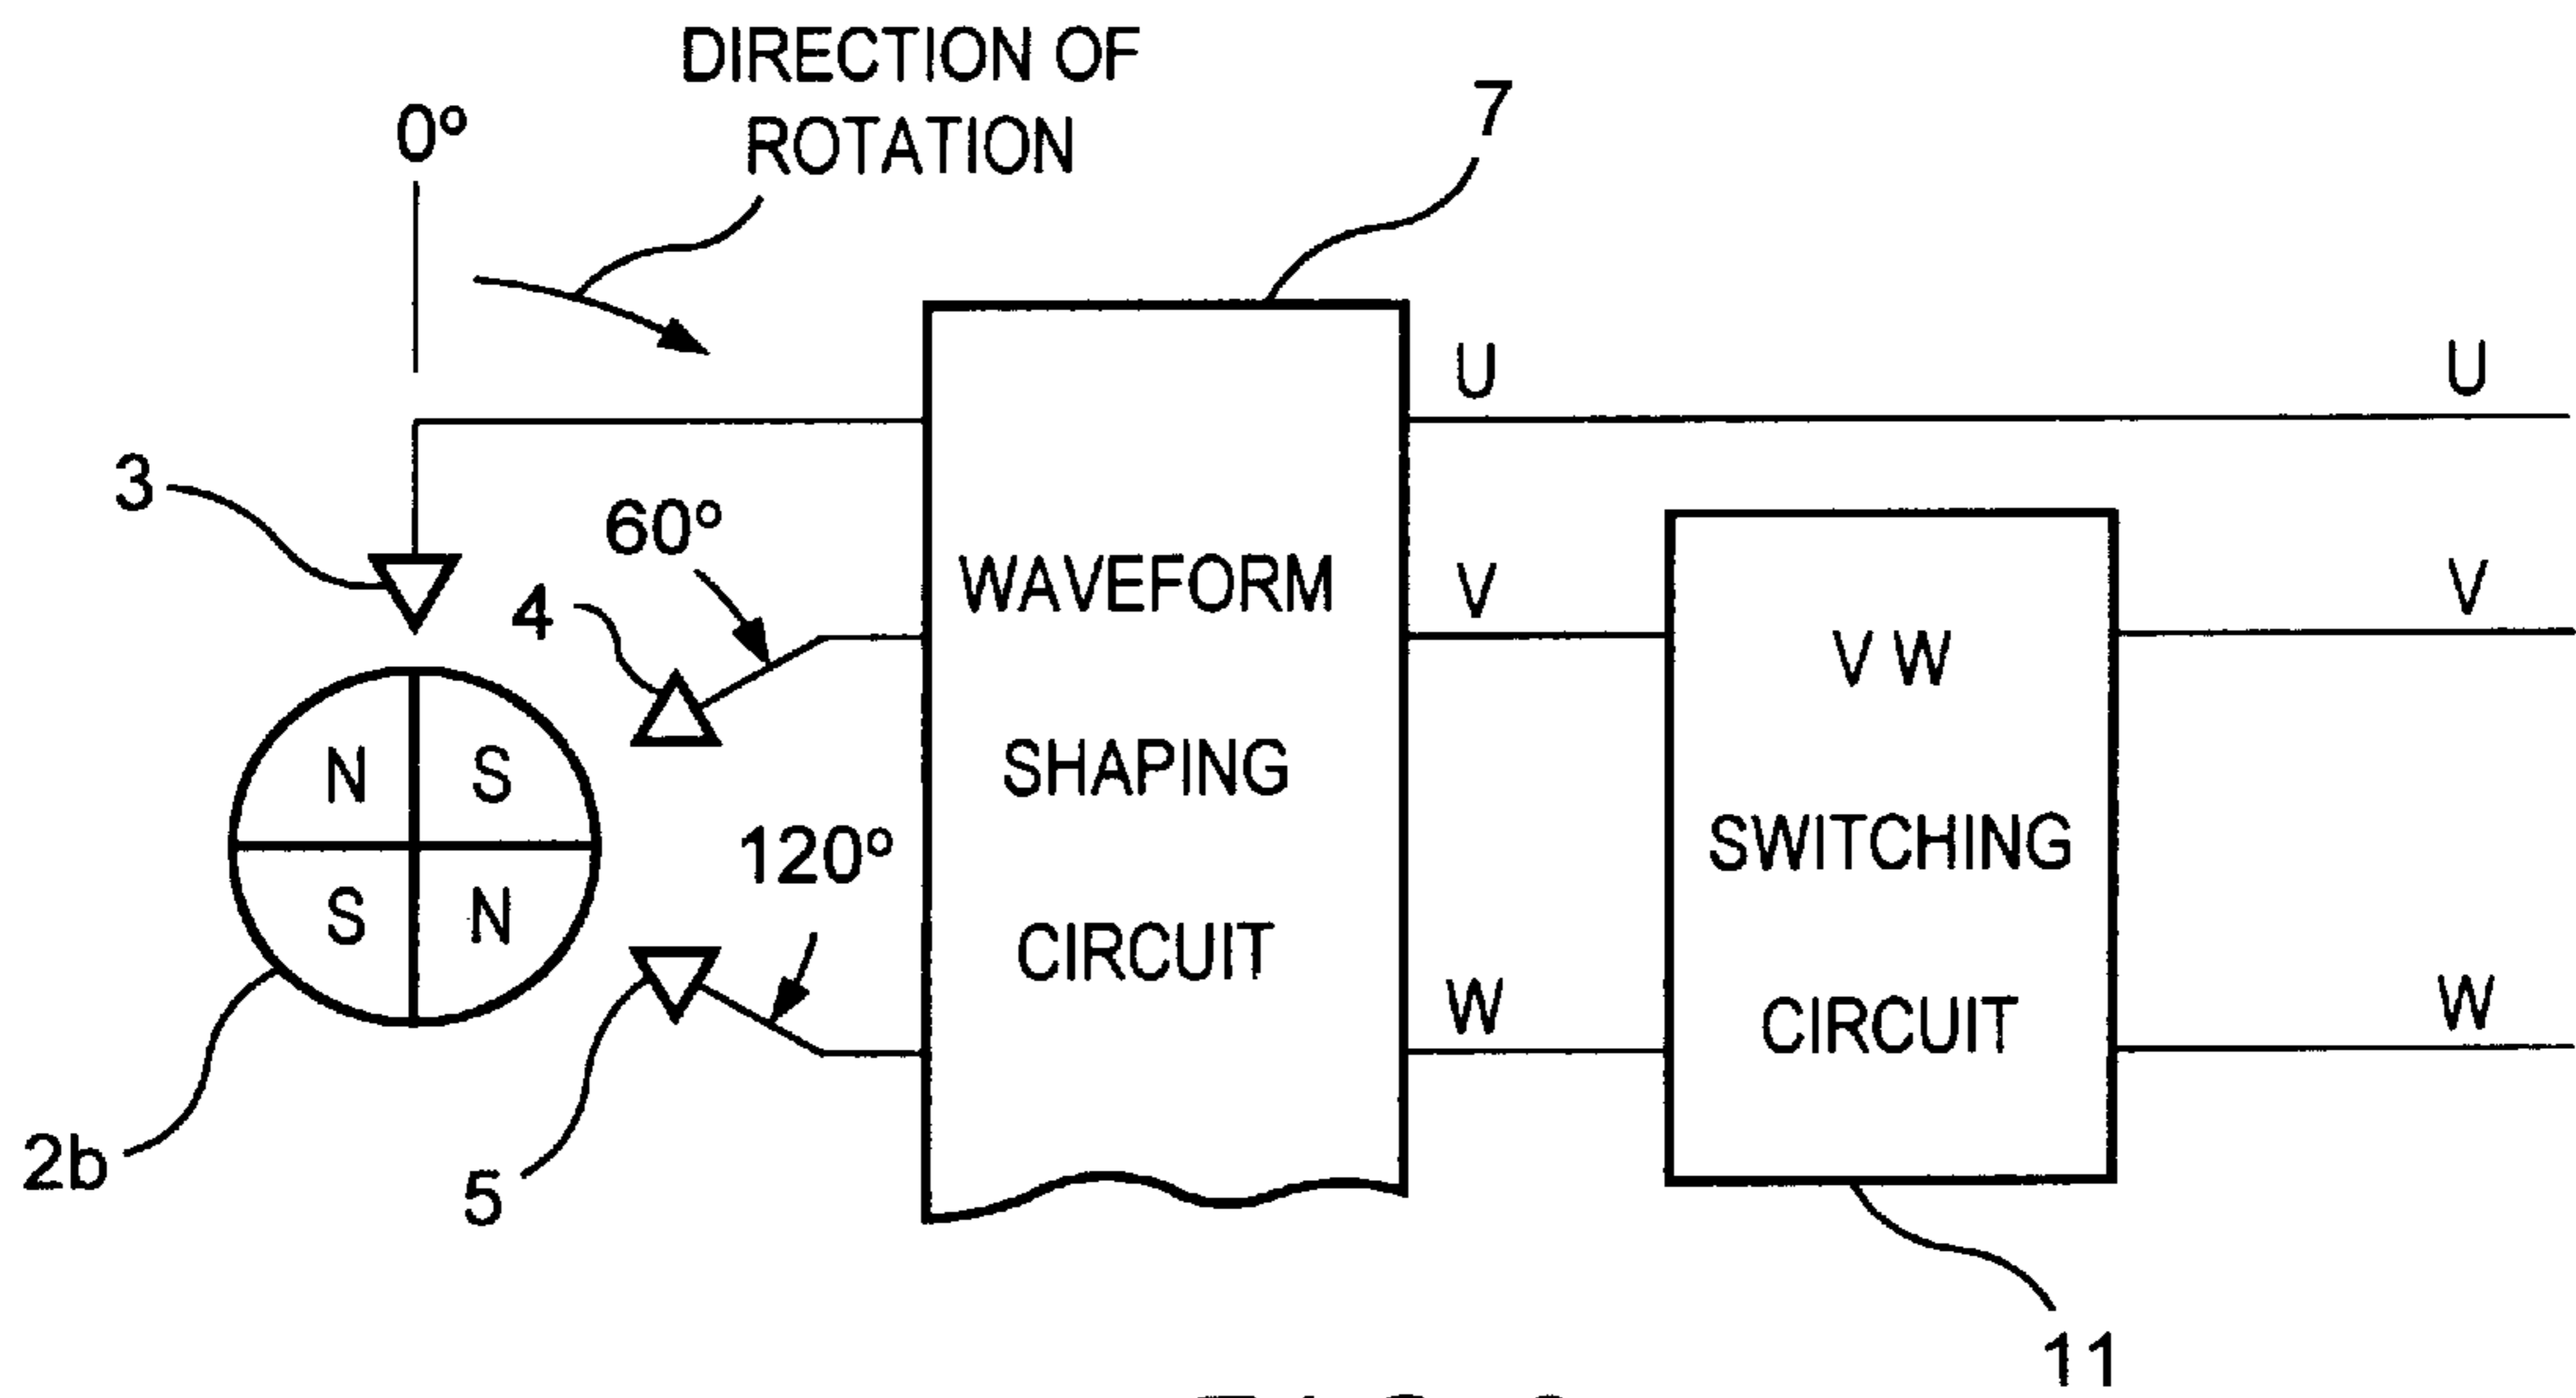 DIRECTION OF
ROTATION
0°
7
U
U
3
60°
4
WAVEFORM
SHAPING
CIRCUIT
V
V
V W
SWITCHING
CIRCUIT
N
S
S
N
120°
W
W
2b
5
11